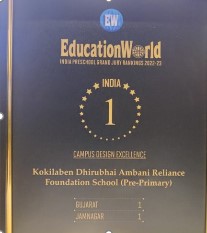 EW
EducationWorld
INDIA PRESCHOOL GRAND JURY RANKINGS 2022-23
INDIA
1
CAMPUS DESIGN EXCELLENCE
Kokilaben Dhirubhai Ambani Reliance
Foundation School (Pre-Primary)
GUJARAT 1
JAMNAGAR 1